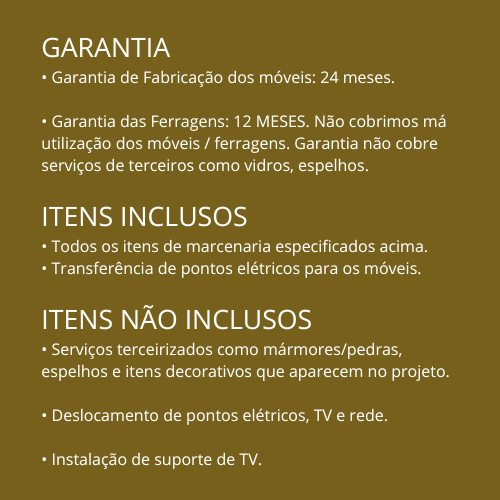 GARANTIA
• Garantia de Fabricação dos móveis: 24 meses.
• Garantia das Ferragens: 12 MESES. Não cobrimos má
utilização dos móveis / ferragens. Garantia não cobre
serviços de terceiros como vidros, espelhos.
ITENS INCLUSOS
• Todos os itens de marcenaria especificados acima.
• Transferência de pontos elétricos para os móveis.
ITENS NÃO INCLUSOS
• Serviços terceirizados como mármores/pedras,
espelhos e itens decorativos que aparecem no projeto.
• Deslocamento de pontos elétricos, TV e rede.
• Instalação de suporte de TV.